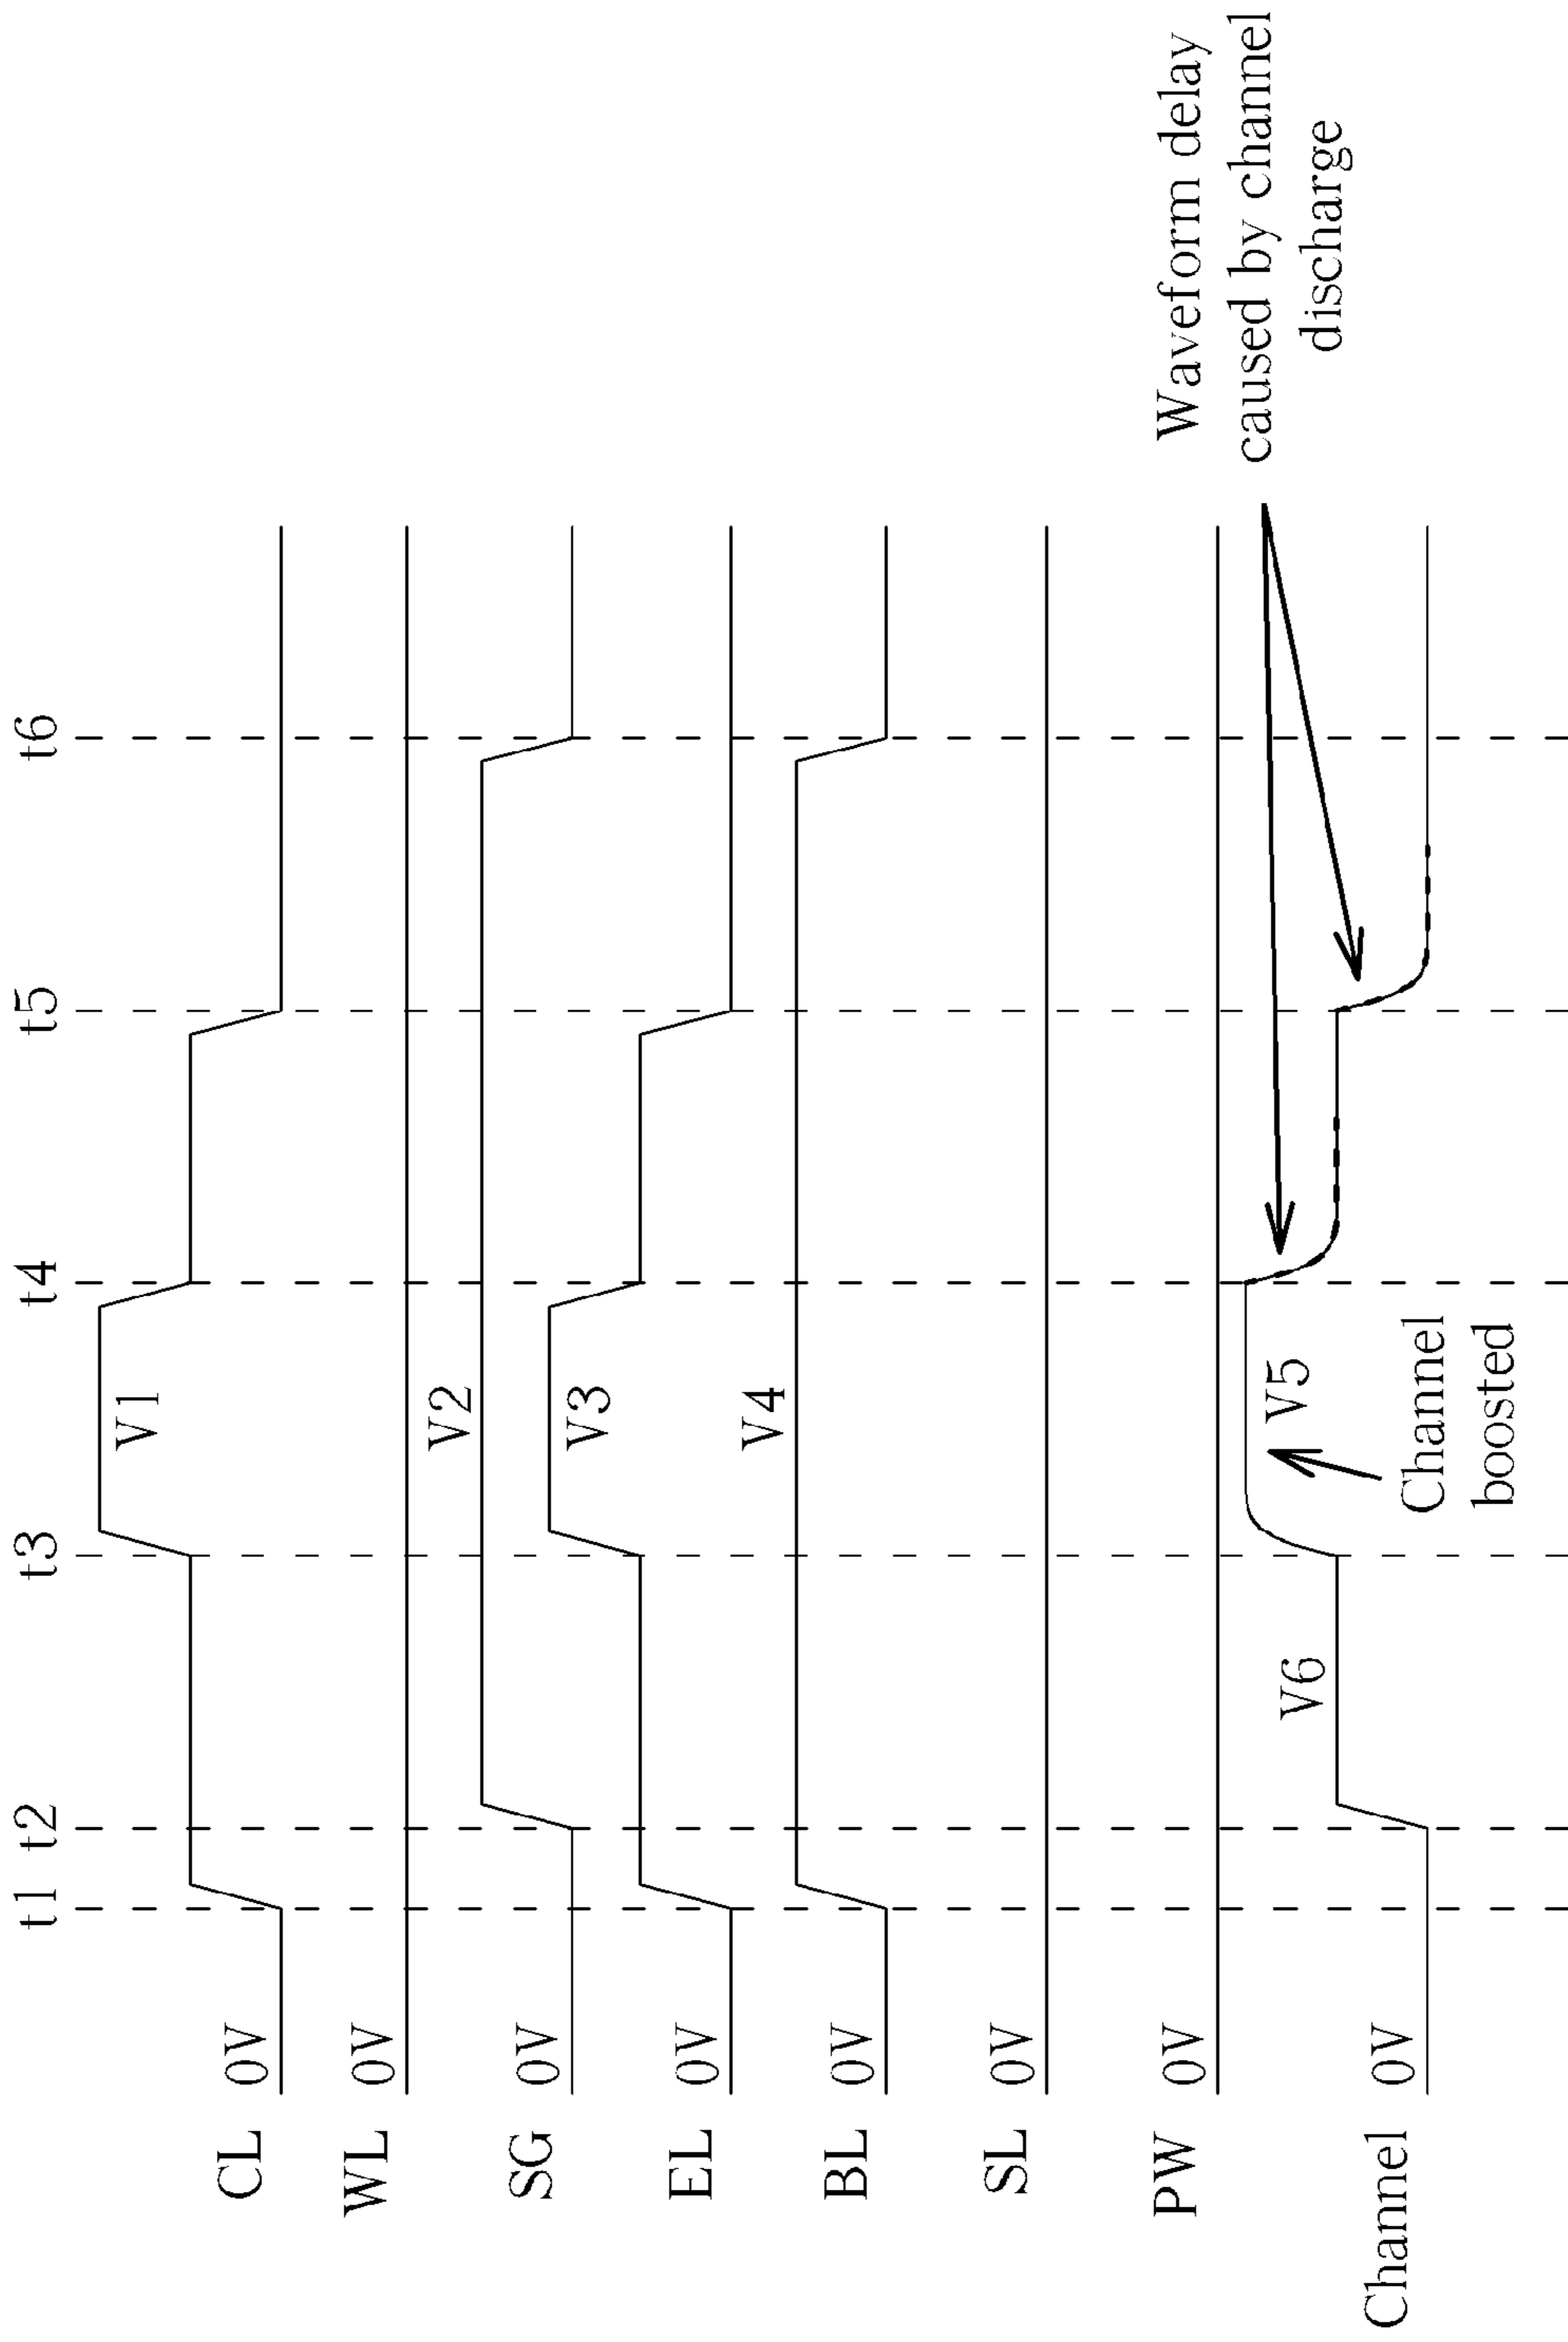 t1
t2
t3
t4
t5
t6
CL 0V
V1
WL 0V
SG 0V
V2
EL 0V
V3
BL 0V
V4
SL 0V
PW 0V
Channel 0V
V6
V5
Channel
boosted
Waveform delay
caused by channel
discharge